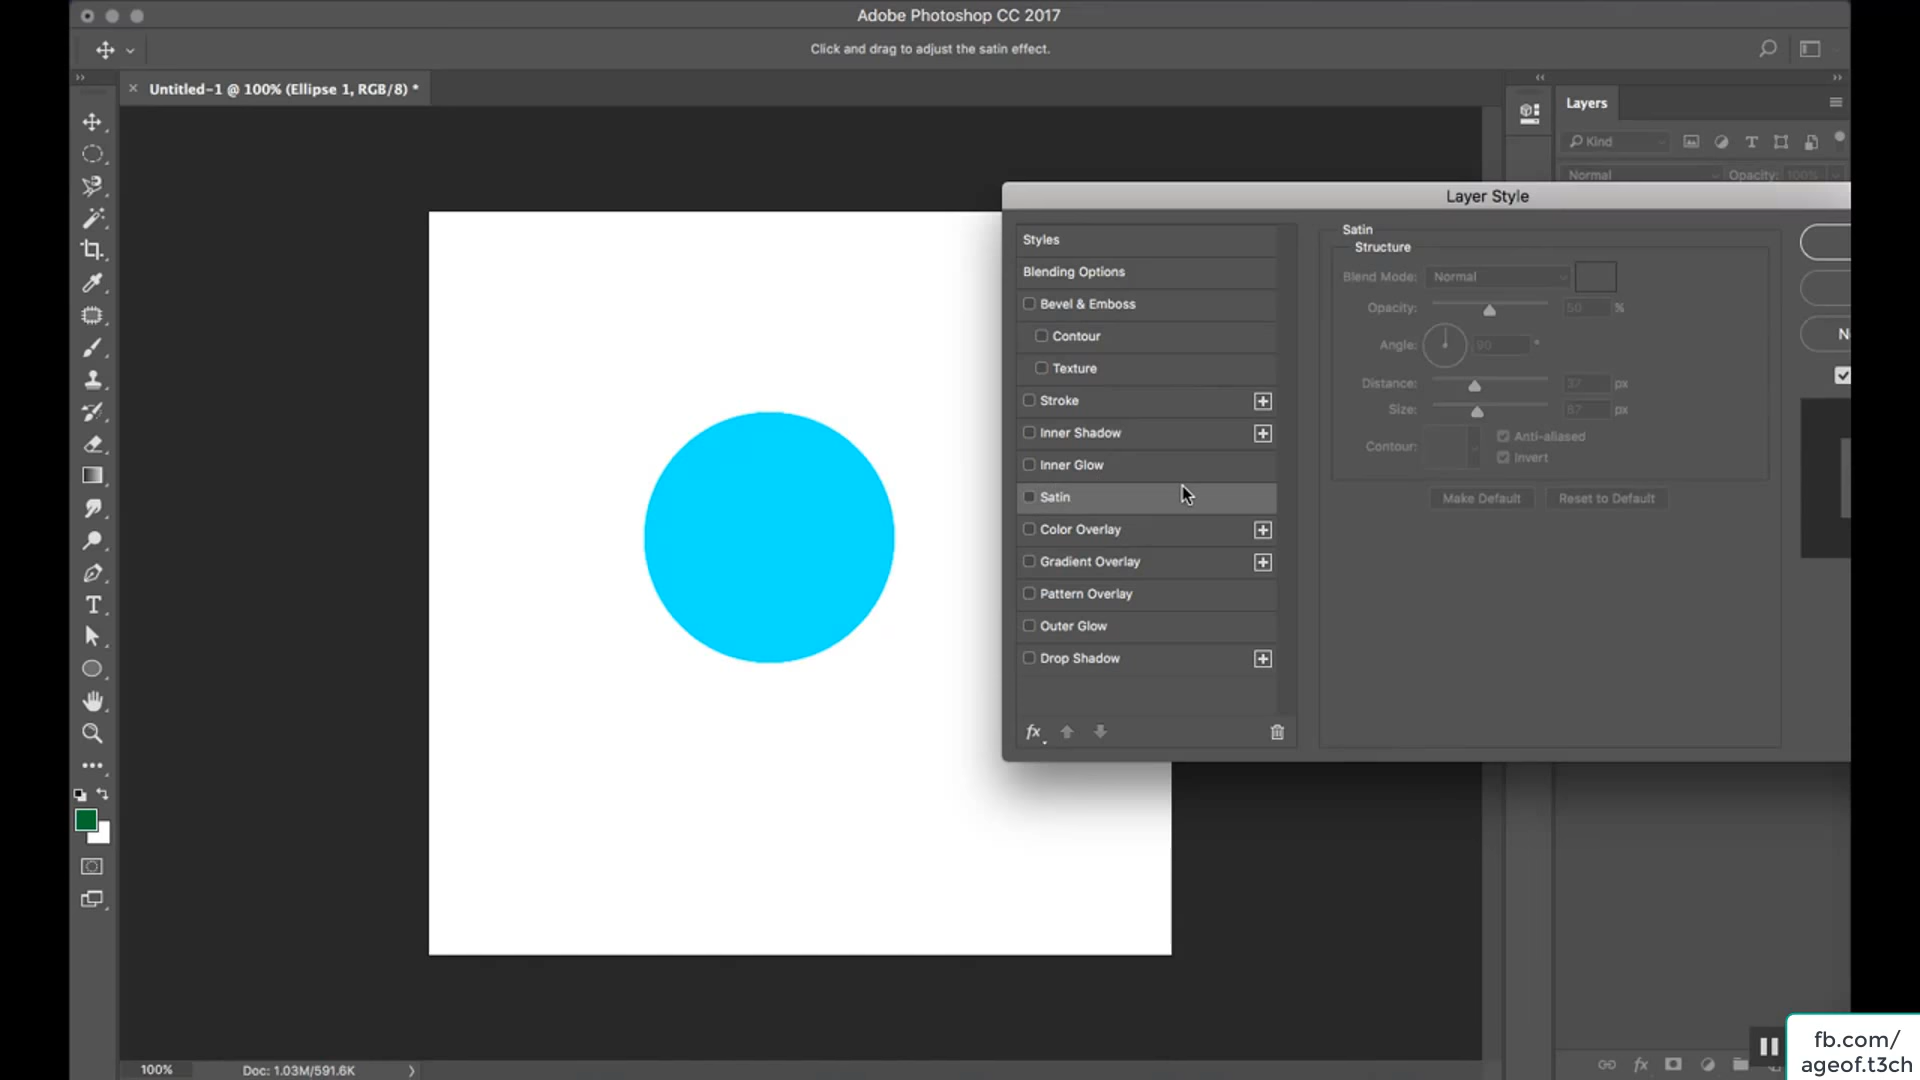 Adobe Photoshop CC 2017
Click and drag to adjust the satin effect.
Untitled-1 @ 100% (Ellipse 1, RGB/8) *
Layers
Kind
Normal
Opacity: 100%
Layer Style
Styles
Blending Options
Bevel & Emboss
Contour
Texture
Stroke
Inner Shadow
Inner Glow
Satin
Color Overlay
Gradient Overlay
Pattern Overlay
Outer Glow
Drop Shadow
fx
Satin
Structure
Blend Mode: Normal
Opacity: 50 %
Angle: 90 °
Distance: 37 px
Size: 87 px
Contour:
Anti-aliased
Invert
Make Default
Reset to Default
100%
Doc: 1.03M/591.6K
fx
fb.com/
ageof.t3ch